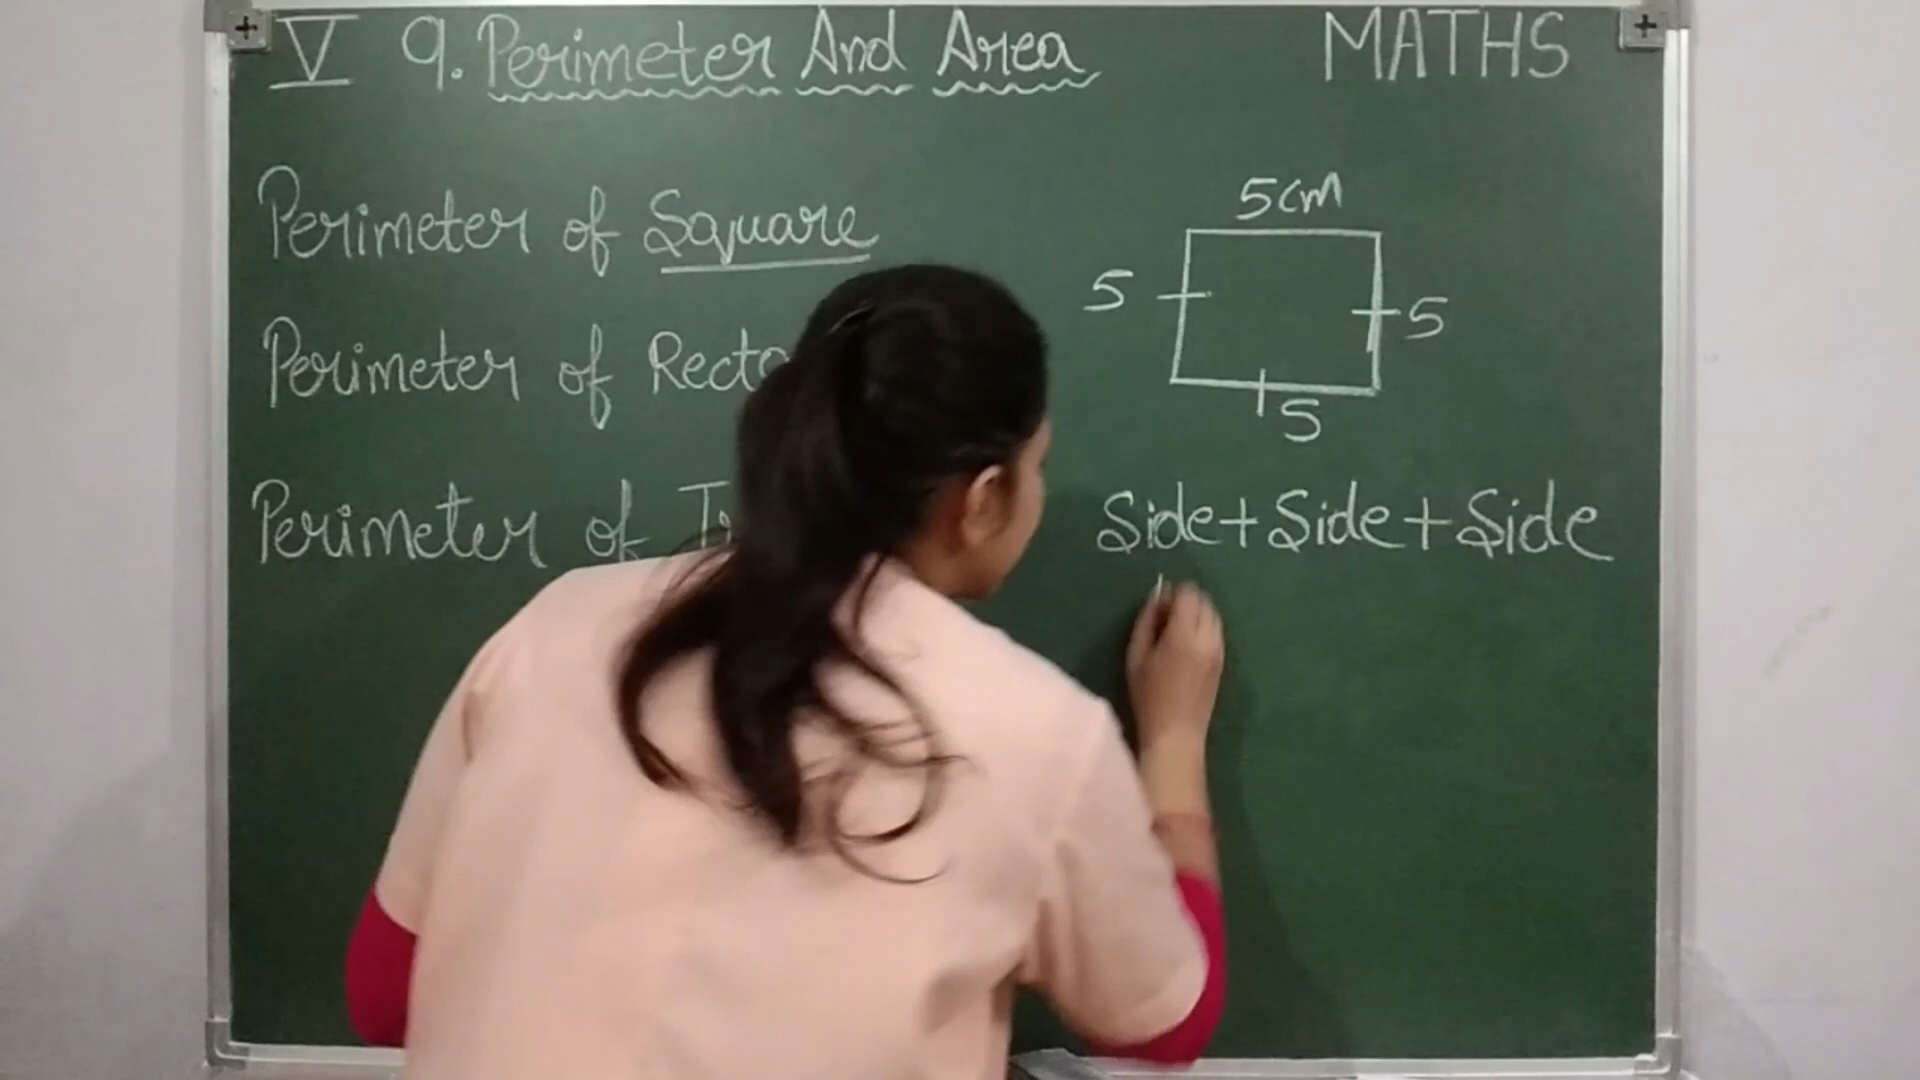 V 9. Perimeter And Area MATHS
Perimeter of Square
Perimeter of
Perimeter of
5cm
5 5
5
Side+Side+Side